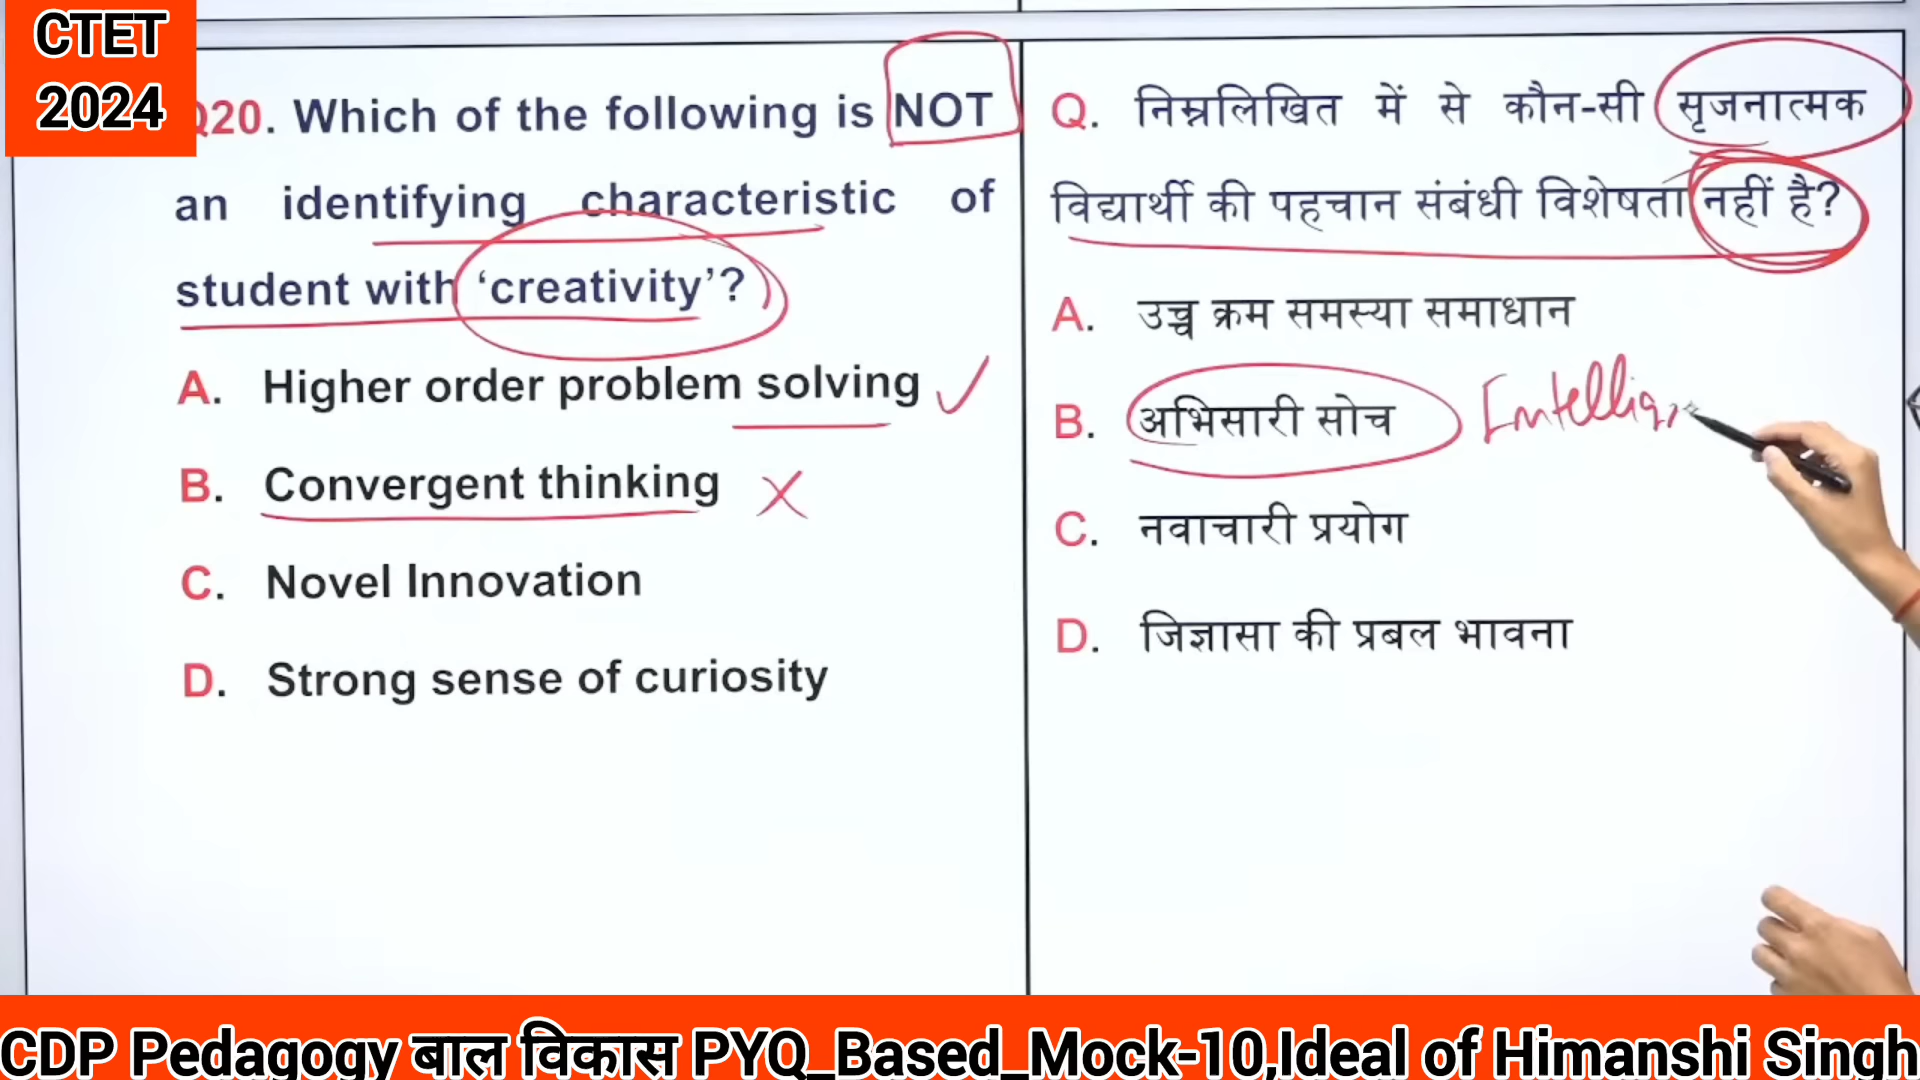 CTET
2024
Q20. Which of the following is NOT
an identifying characteristic of
student with ‘creativity’?
A. Higher order problem solving
B. Convergent thinking
C. Novel Innovation
D. Strong sense of curiosity
Q. निम्नलिखित में से कौन-सी सृजनात्मक
विद्यार्थी की पहचान संबंधी विशेषता नहीं है?
A. उच्च क्रम समस्या समाधान
B. अभिसारी सोच
C. नवाचारी प्रयोग
D. जिज्ञासा की प्रबल भावना
CDP Pedagogy बाल विकास PYQ_Based_Mock-10,Ideal of Himanshi Singh